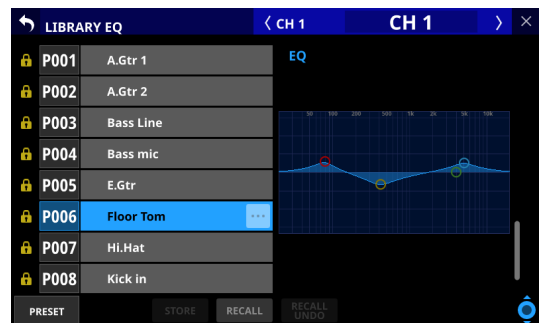 LIBRARY EQ
CH 1
CH 1
P001 A.Gtr 1
P002 A.Gtr 2
P003 Bass Line
P004 Bass mic
P005 E.Gtr
P006 Floor Tom ...
P007 Hi.Hat
P008 Kick in
EQ
50 100 200 500 1k 2k 5k 10k
PRESET
STORE
RECALL
RECALL
UNDO